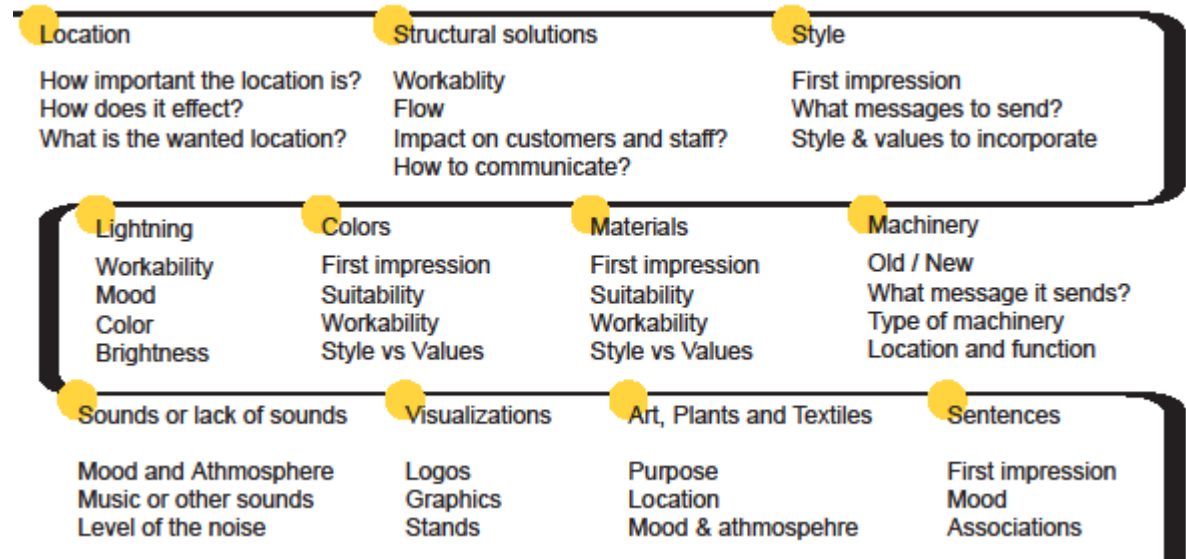 Location
How important the location is?
How does it effect?
What is the wanted location?
Structural solutions
Workablity
Flow
Impact on customers and staff?
How to communicate?
Style
First impression
What messages to send?
Style & values to incorporate
Lightning
Workability
Mood
Color
Brightness
Colors
First impression
Suitability
Workability
Style vs Values
Materials
First impression
Suitability
Workability
Style vs Values
Machinery
Old / New
What message it sends?
Type of machinery
Location and function
Sounds or lack of sounds
Mood and Athmosphere
Music or other sounds
Level of the noise
Visualizations
Logos
Graphics
Stands
Art, Plants and Textiles
Purpose
Location
Mood & athmospehre
Sentences
First impression
Mood
Associations